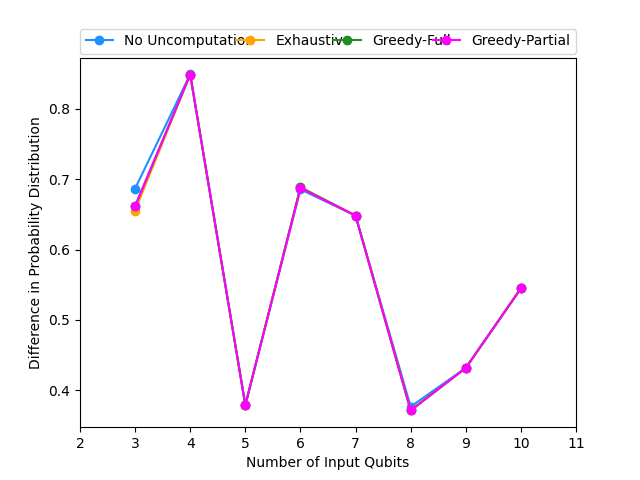 No Uncomputation Exhaustive Greedy-Full Greedy-Partial
Difference in Probability Distribution
0.8
0.7
0.6
0.5
0.4
2 3 4 5 6 7 8 9 10 11
Number of Input Qubits